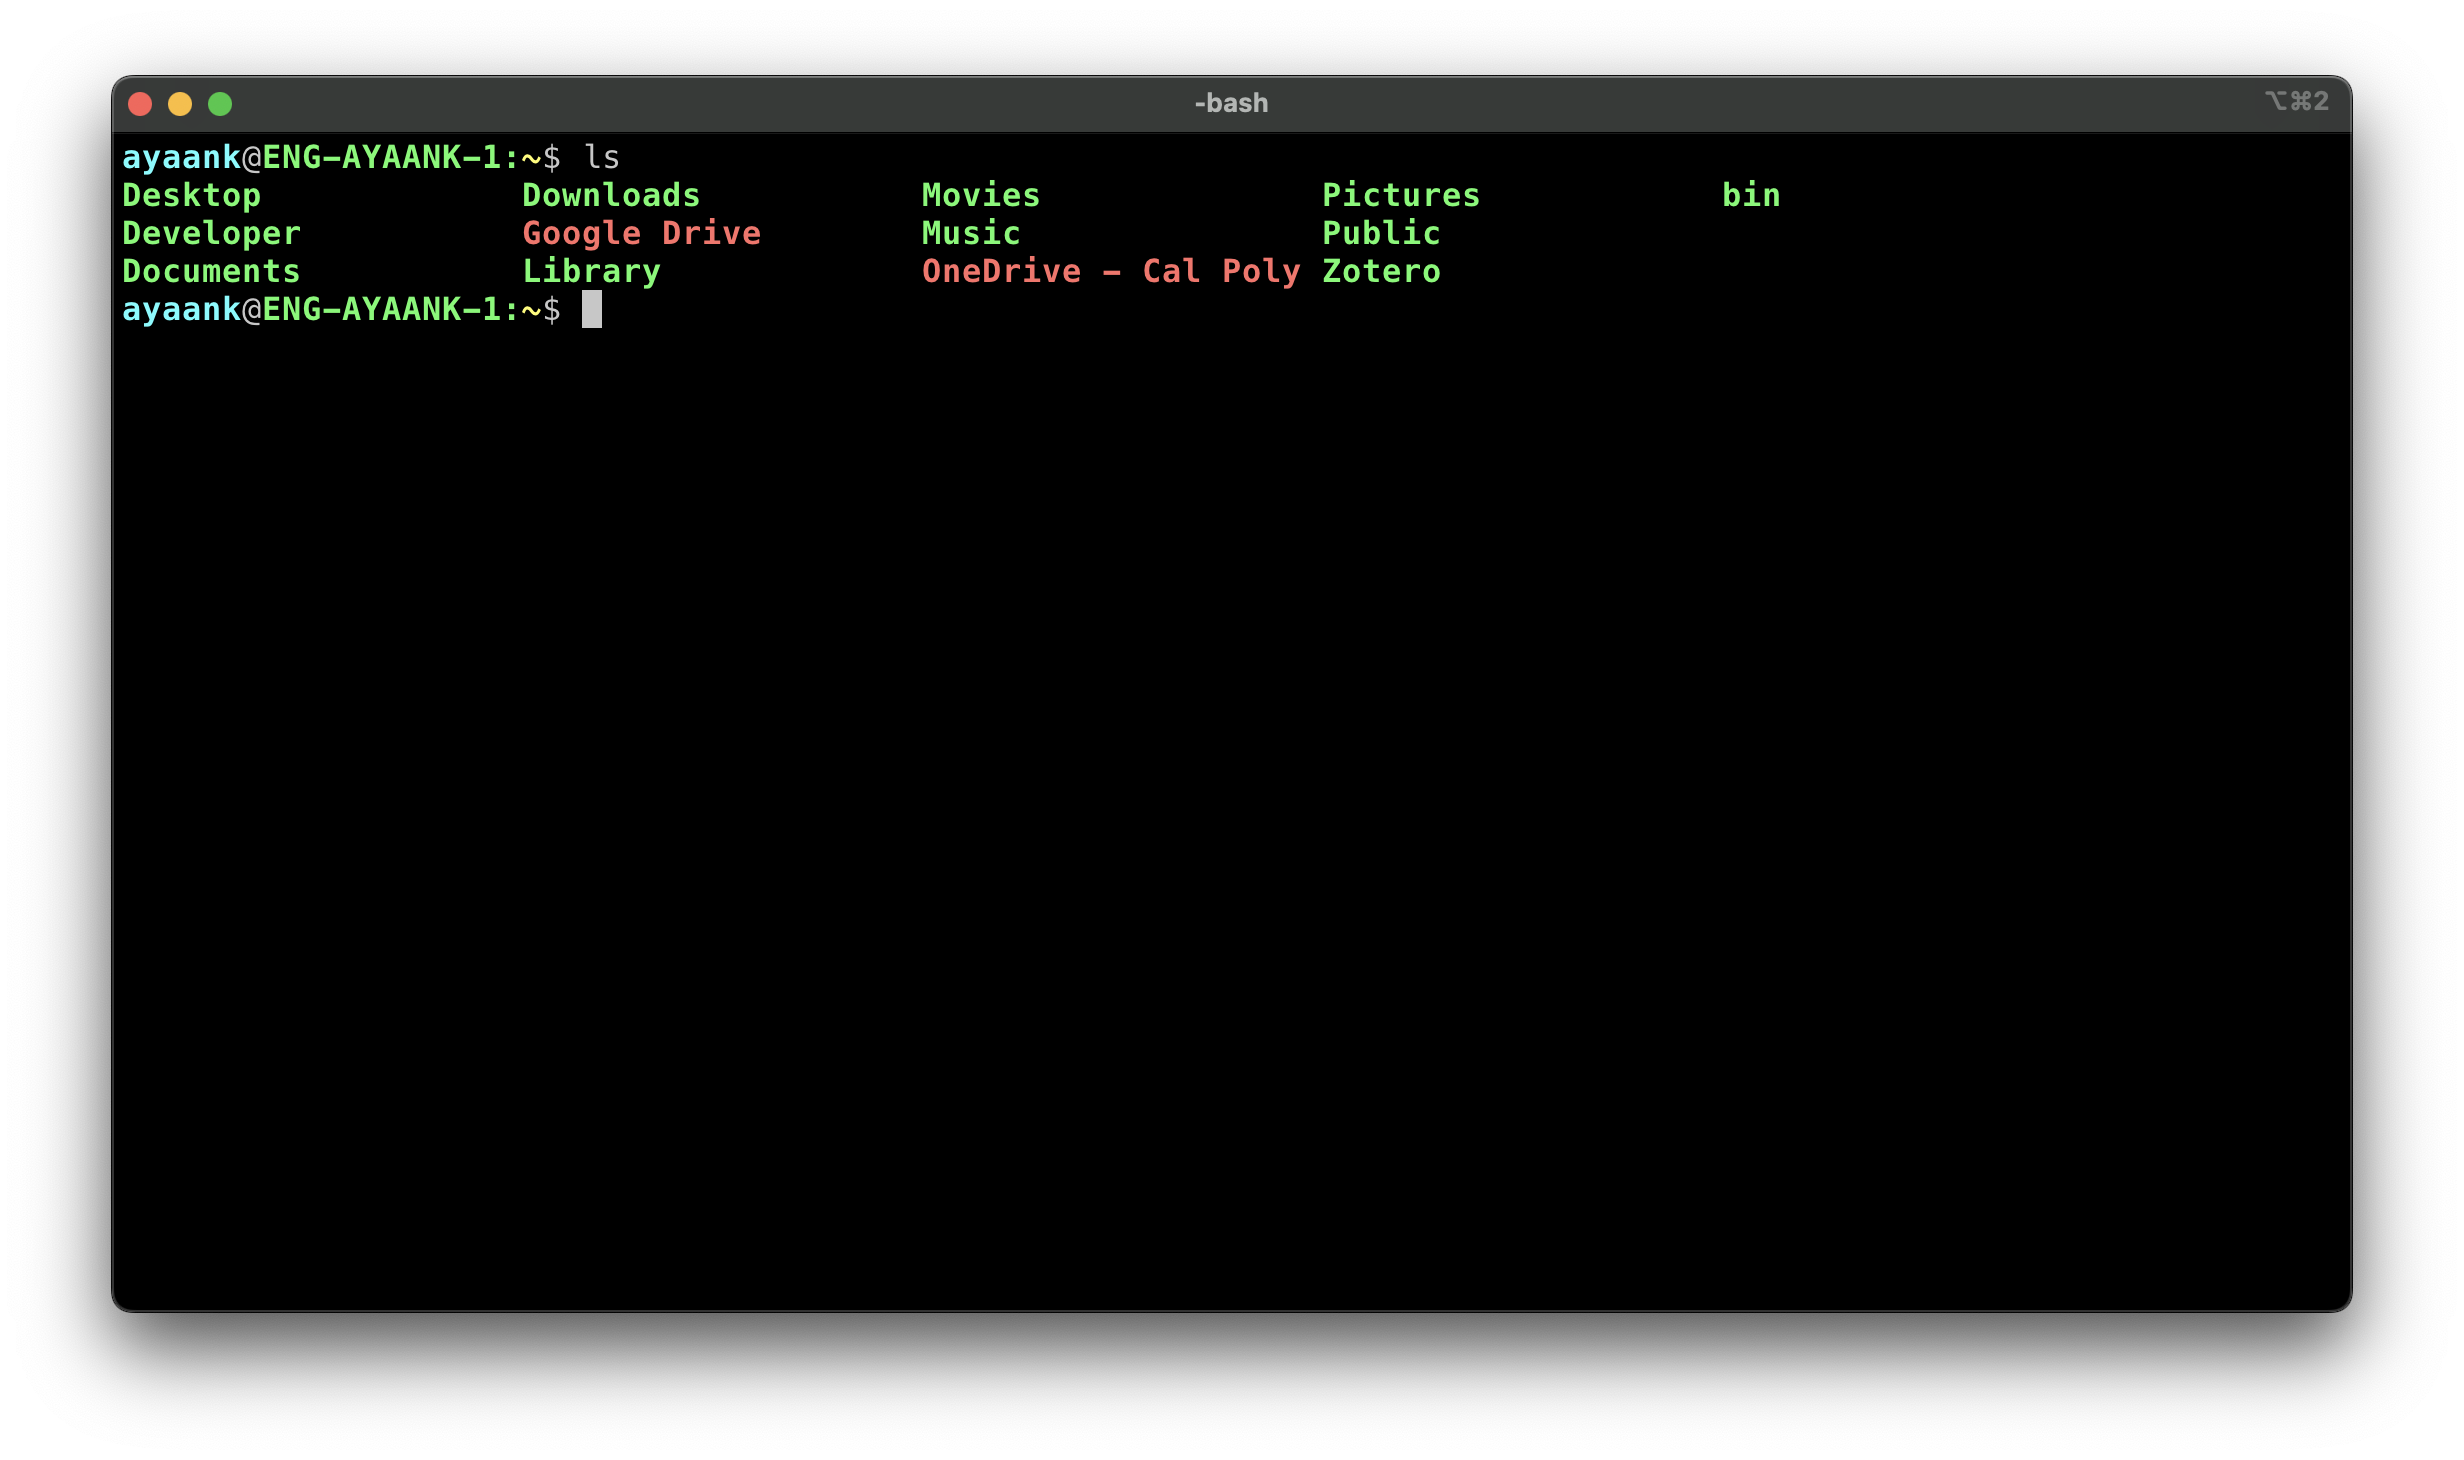 -bash ⌥⌘2
ayaank@ENG-AYAANK-1:~$ ls
Desktop Downloads Movies Pictures bin
Developer Google Drive Music Public
Documents Library OneDrive - Cal Poly Zotero
ayaank@ENG-AYAANK-1:~$